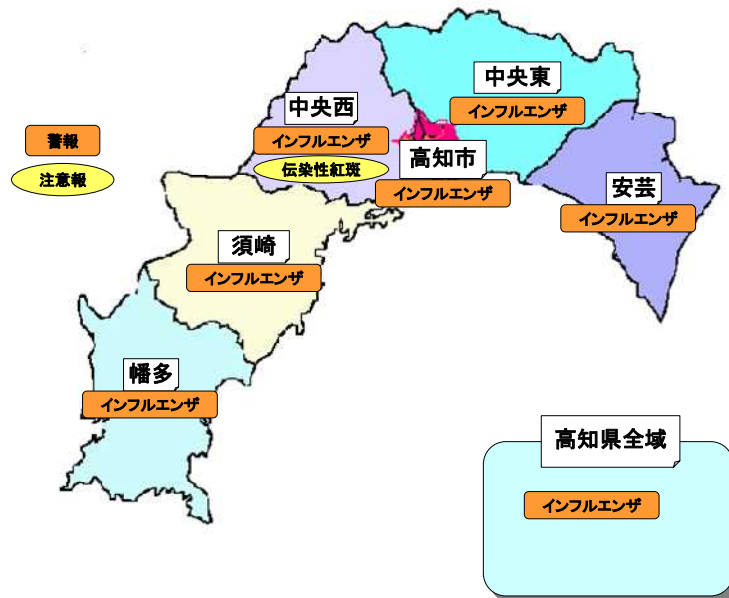 中央東
インフルエンザ
中央西
インフルエンザ
伝染性紅斑
警報
注意報
高知市
インフルエンザ
安芸
インフルエンザ
須崎
インフルエンザ
幡多
インフルエンザ
高知県全域
インフルエンザ